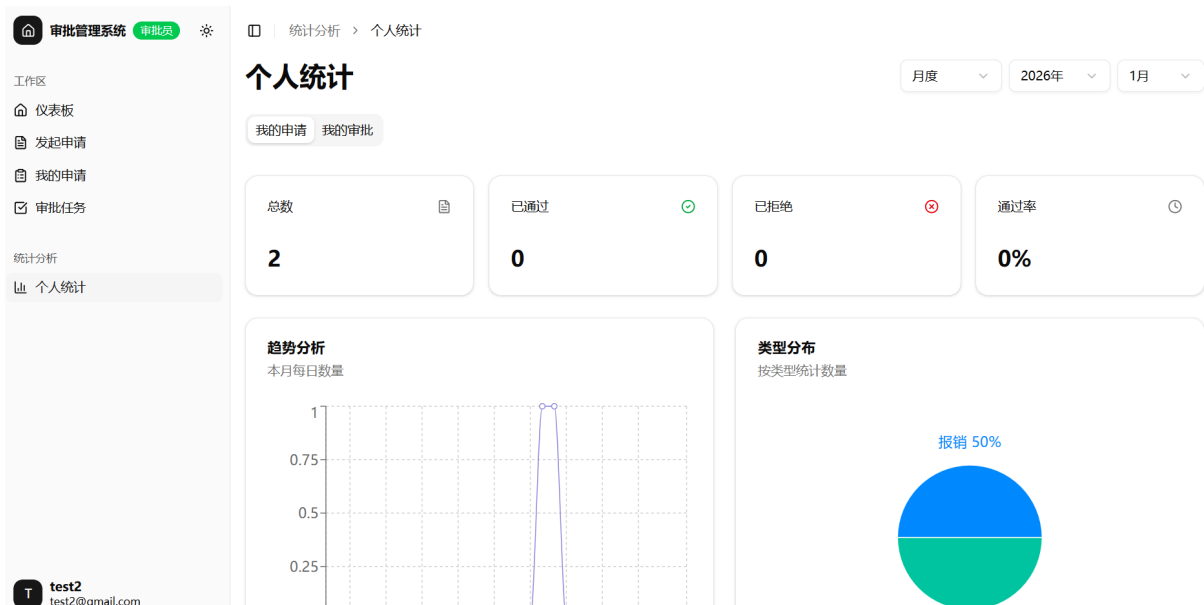 审批管理系统 审批员
工作区
仪表板
发起申请
我的申请
审批任务
统计分析
个人统计
T
test2
test2@gmail.com
统计分析 > 个人统计
个人统计
月度 2026年 1月
我的申请 我的审批
总数 已通过 已拒绝 通过率
2 0 0 0%
趋势分析
本月每日数量
1
0.75
0.5
0.25
类型分布
按类型统计数量
报销 50%